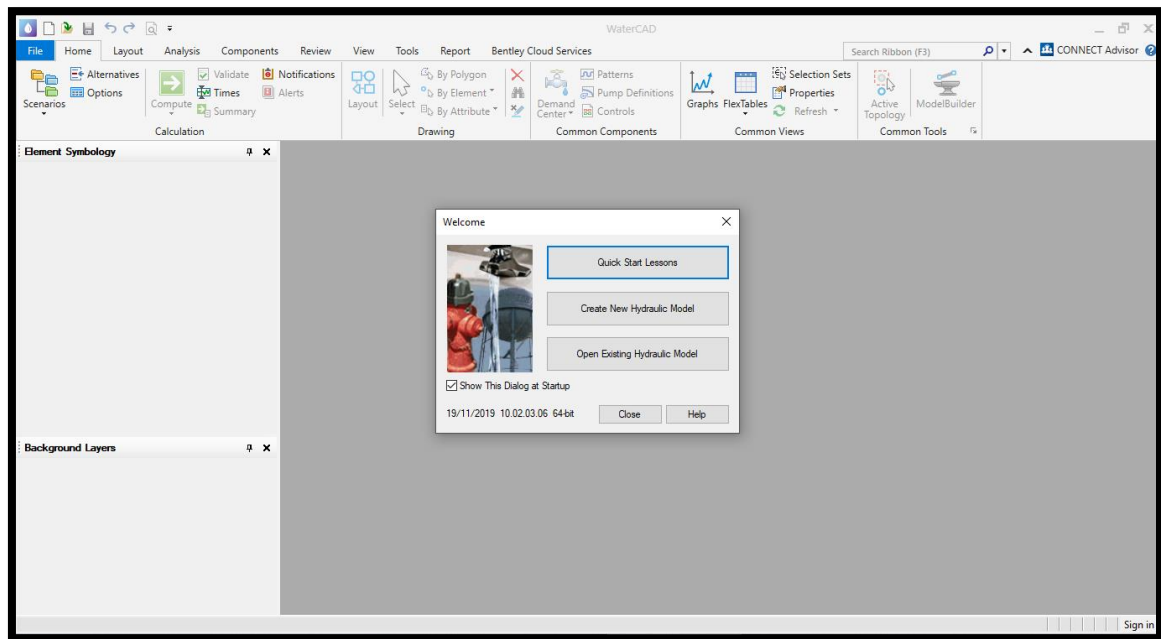 WaterCAD
File Home Layout Analysis Components Review View Tools Report Bentley Cloud Services Search Ribbon (F3) CONNECT Advisor
Scenarios
Alternatives
Options
Compute
Validate
Times
Summary
Notifications
Alerts
Calculation
Layout
Select
By Polygon
By Element
By Attribute
Drawing
Demand
Center
Patterns
Pump Definitions
Controls
Common Components
Graphs
FlexTables
Selection Sets
Properties
Refresh
Common Views
Active
Topology
ModelBuilder
Common Tools
Element Symbology
Background Layers
Welcome
Quick Start Lessons
Create New Hydraulic Model
Open Existing Hydraulic Model
Show This Dialog at Startup
19/11/2019 10.02.03.06 64-bit
Close
Help
Sign in